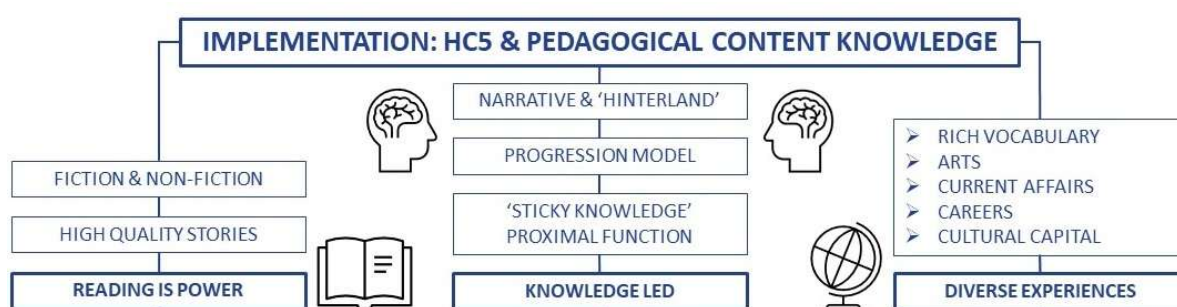 IMPLEMENTATION: HC5 & PEDAGOGICAL CONTENT KNOWLEDGE
FICTION & NON-FICTION
HIGH QUALITY STORIES
READING IS POWER
NARRATIVE & ‘HINTERLAND’
PROGRESSION MODEL
‘STICKY KNOWLEDGE’
PROXIMAL FUNCTION
KNOWLEDGE LED
RICH VOCABULARY
ARTS
CURRENT AFFAIRS
CAREERS
CULTURAL CAPITAL
DIVERSE EXPERIENCES